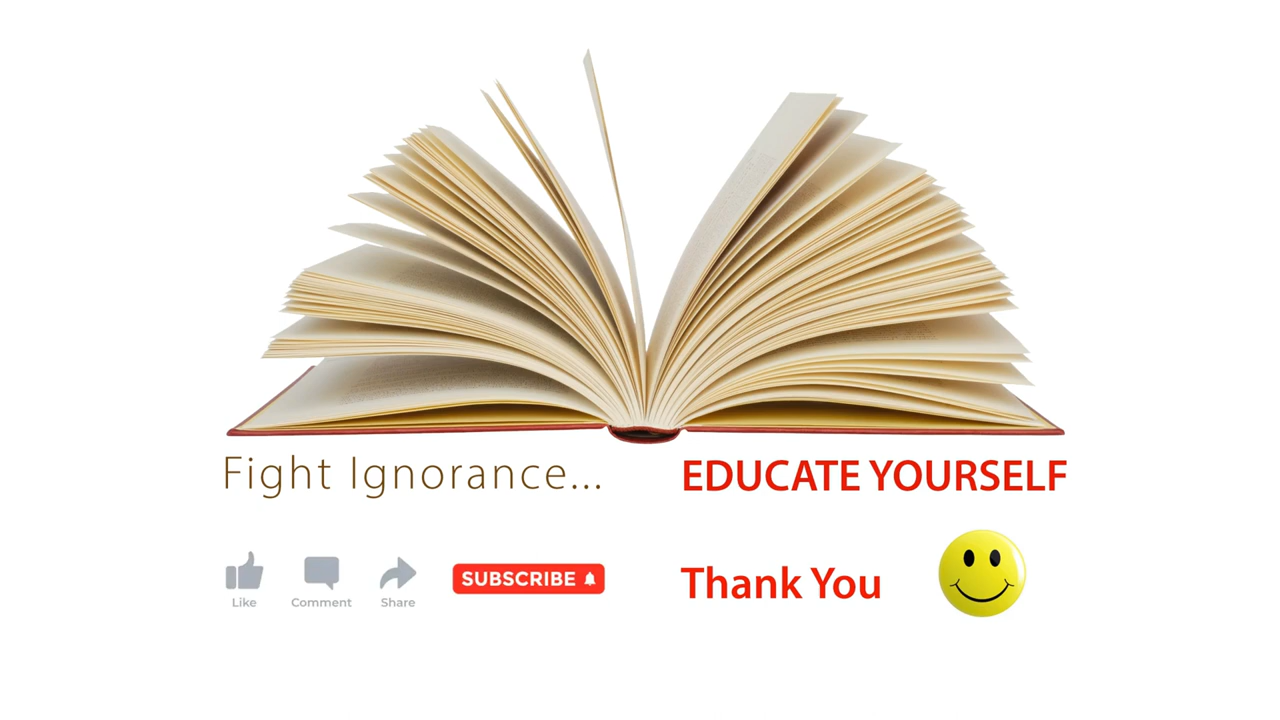 Fight Ignorance...
EDUCATE YOURSELF
Like
Comment
Share
SUBSCRIBE
Thank You